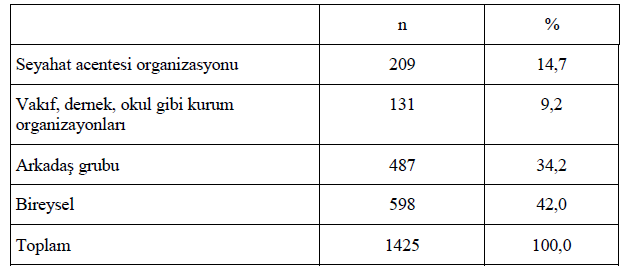 n %
Seyahat acentesi organizasyonu 209 14,7
Vakıf, dernek, okul gibi kurum 131 9,2
organizayonları
Arkadaş grubu 487 34,2
Bireysel 598 42,0
Toplam 1425 100,0